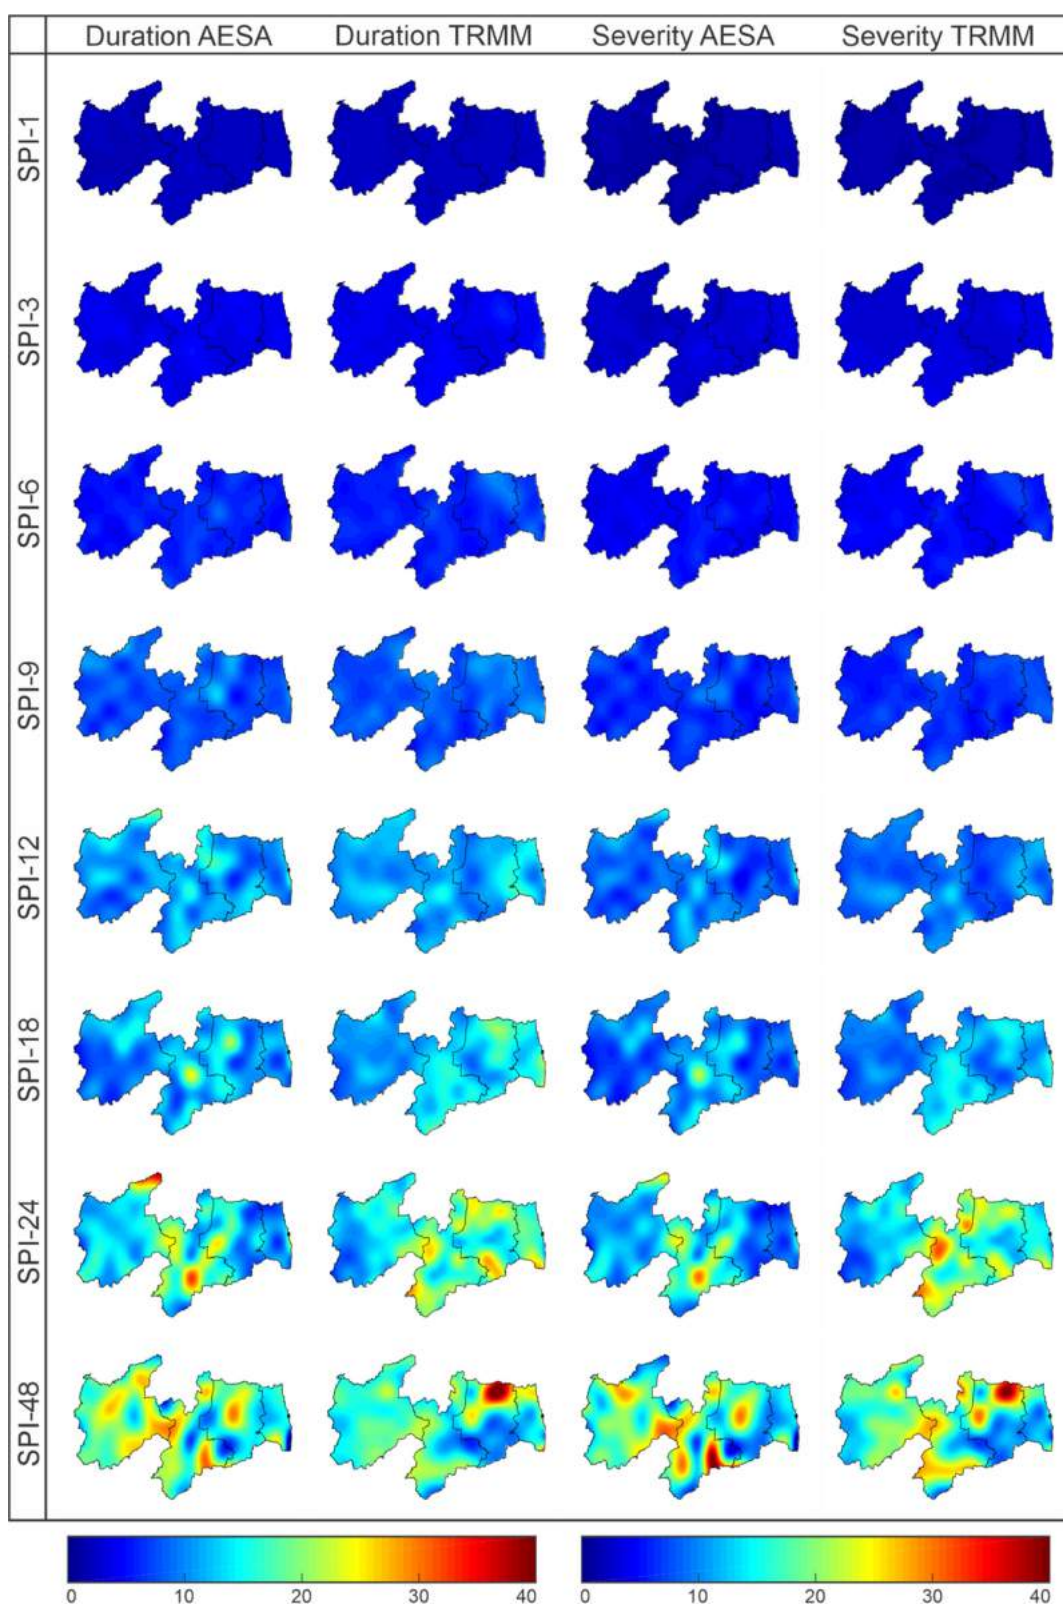 Duration AESA Duration TRMM Severity AESA Severity TRMM
SPI-1
SPI-3
SPI-6
SPI-9
SPI-12
SPI-18
SPI-24
SPI-48
0 10 20 30 40 0 10 20 30 40